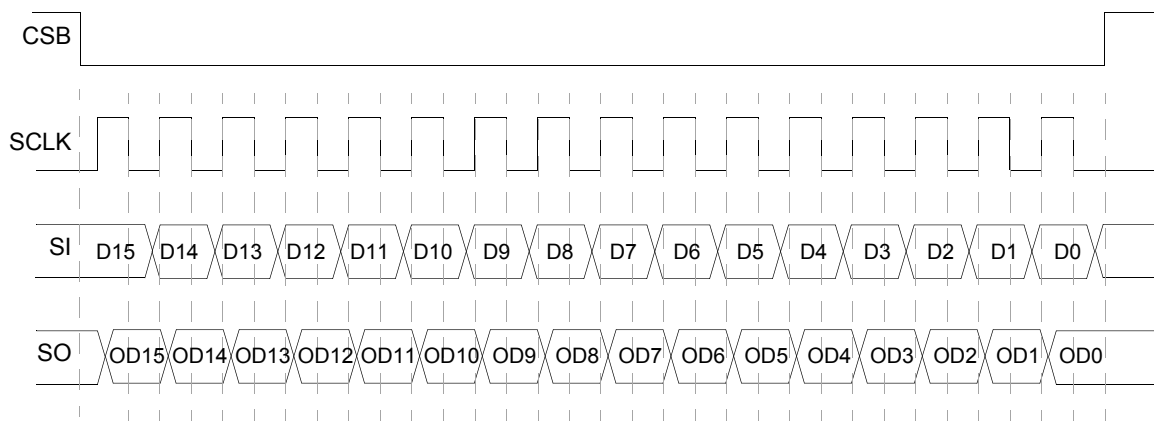 CSB
SCLK
SI D15 D14 D13 D12 D11 D10 D9 D8 D7 D6 D5 D4 D3 D2 D1 D0
SO OD15 OD14 OD13 OD12 OD11 OD10 OD9 OD8 OD7 OD6 OD5 OD4 OD3 OD2 OD1 OD0